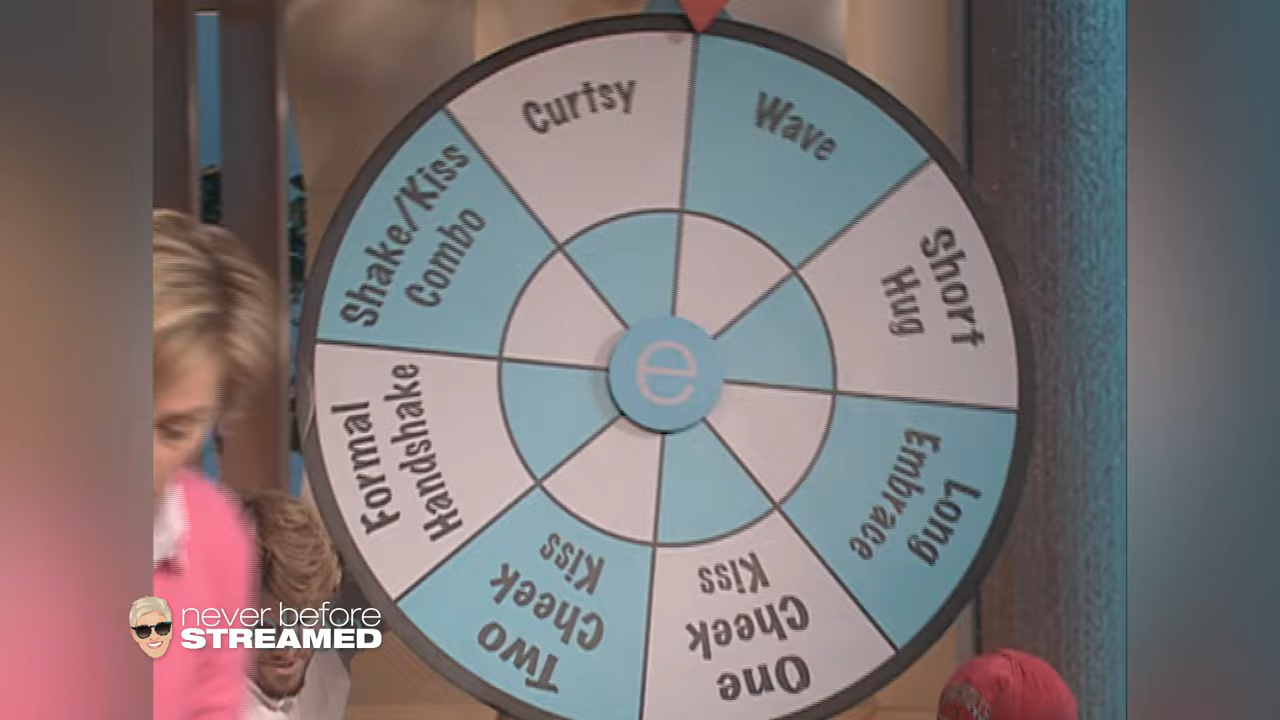 Curtsy
Wave
Short
Hug
Long
Embrace
One
Cheek
Kiss
Two
Cheek
Kiss
Formal
Handshake
Shake/Kiss
Combo
e
never before
STREAMED